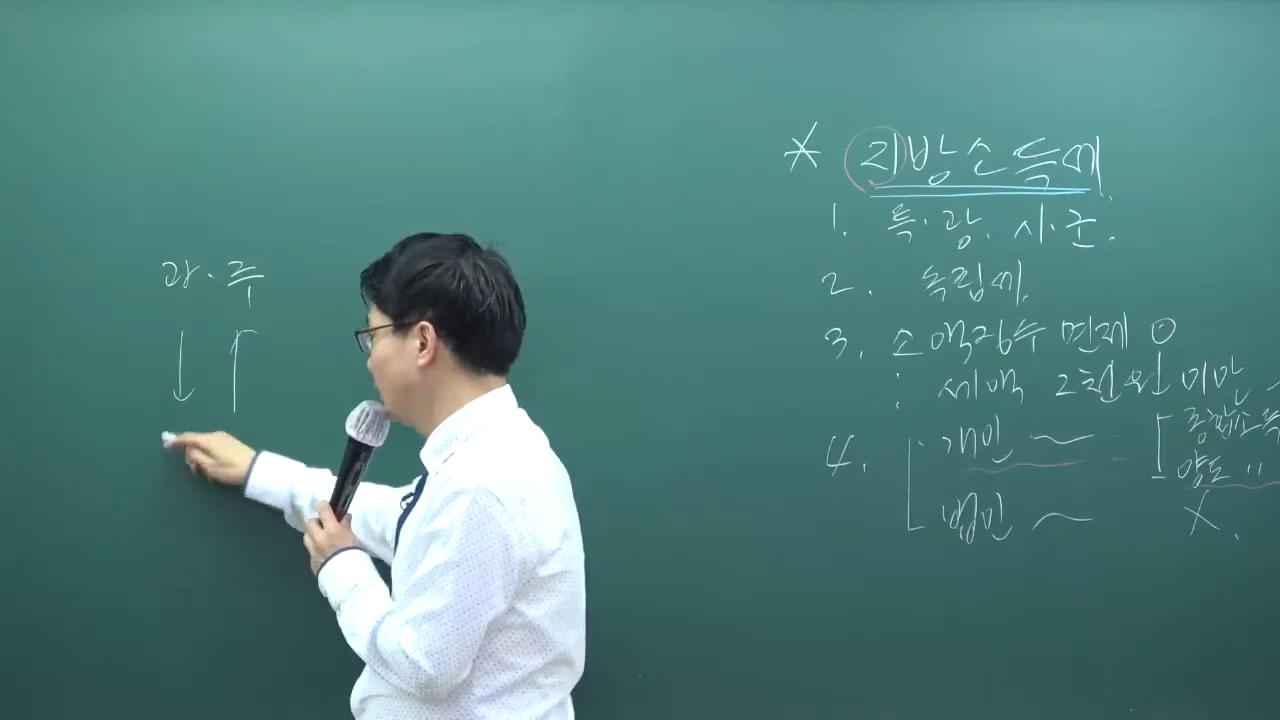 과·주
* 지방소득세
1. 특·광·시·군.
2. 독립세
3. 소액징수 면제 O
: 세액 2천원 미만
4. 개인 ~ 종합소득
양도 "
법인 ~ X.